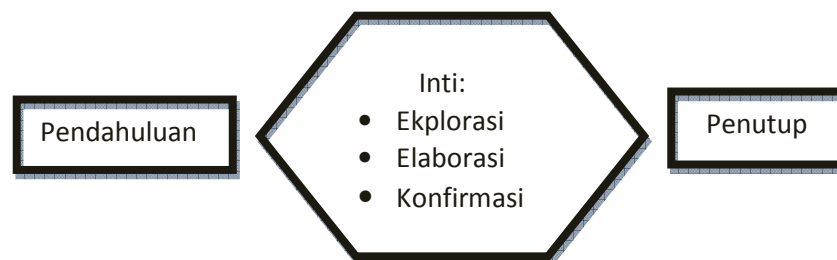 Pendahuluan
Inti:
• Ekplorasi
• Elaborasi
• Konfirmasi
Penutup